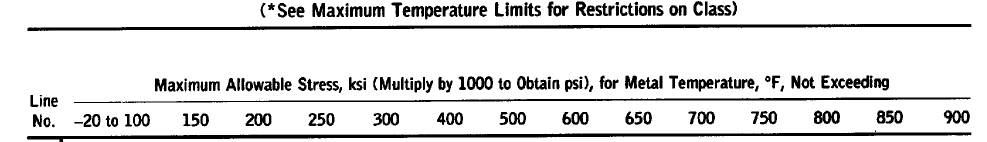 (*See Maximum Temperature Limits for Restrictions on Class)
Maximum Allowable Stress, ksi (Multiply by 1000 to Obtain psi), for Metal Temperature, °F, Not Exceeding
Line
No. –20 to 100 150 200 250 300 400 500 600 650 700 750 800 850 900